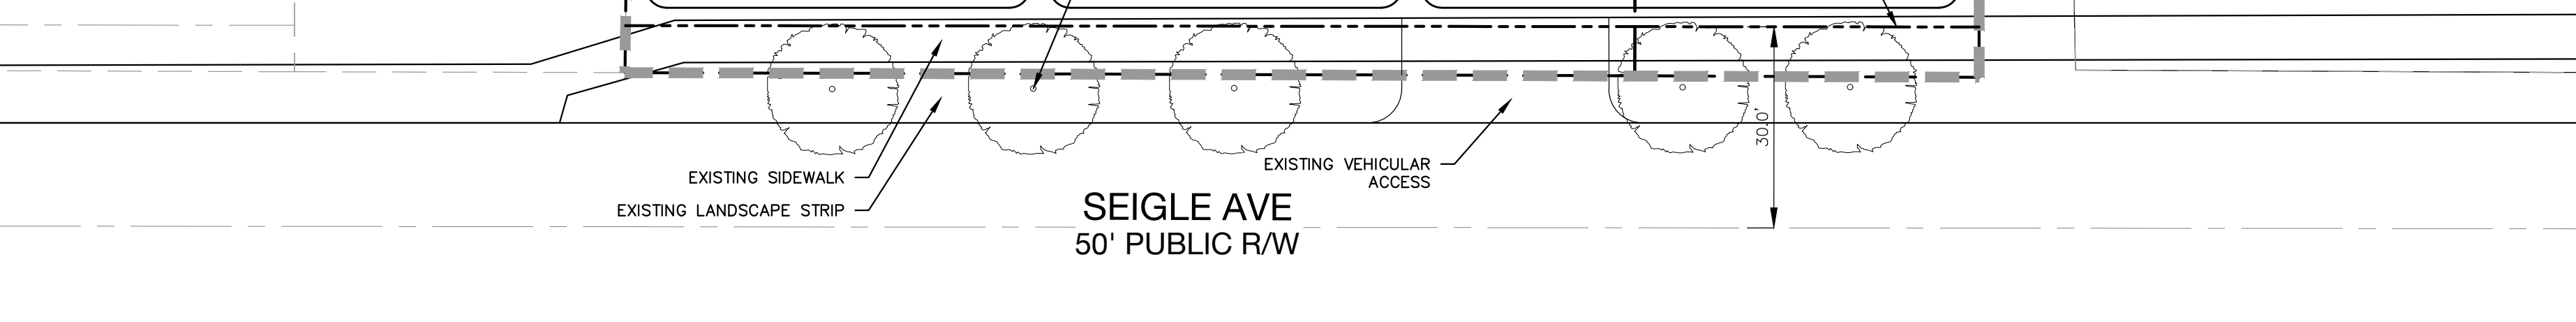 EXISTING SIDEWALK
EXISTING LANDSCAPE STRIP
EXISTING VEHICULAR
ACCESS
SEIGLE AVE
50' PUBLIC R/W
30.0'